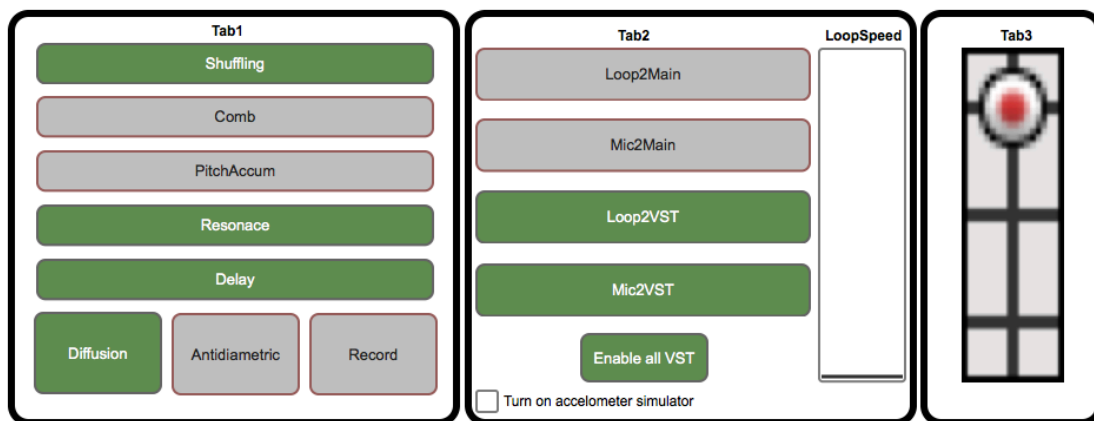 Tab1
Shuffling
Comb
PitchAccum
Resonace
Delay
Diffusion
Antidiametric
Record
Tab2
Loop2Main
Mic2Main
Loop2VST
Mic2VST
Enable all VST
Turn on accelometer simulator
LoopSpeed
Tab3